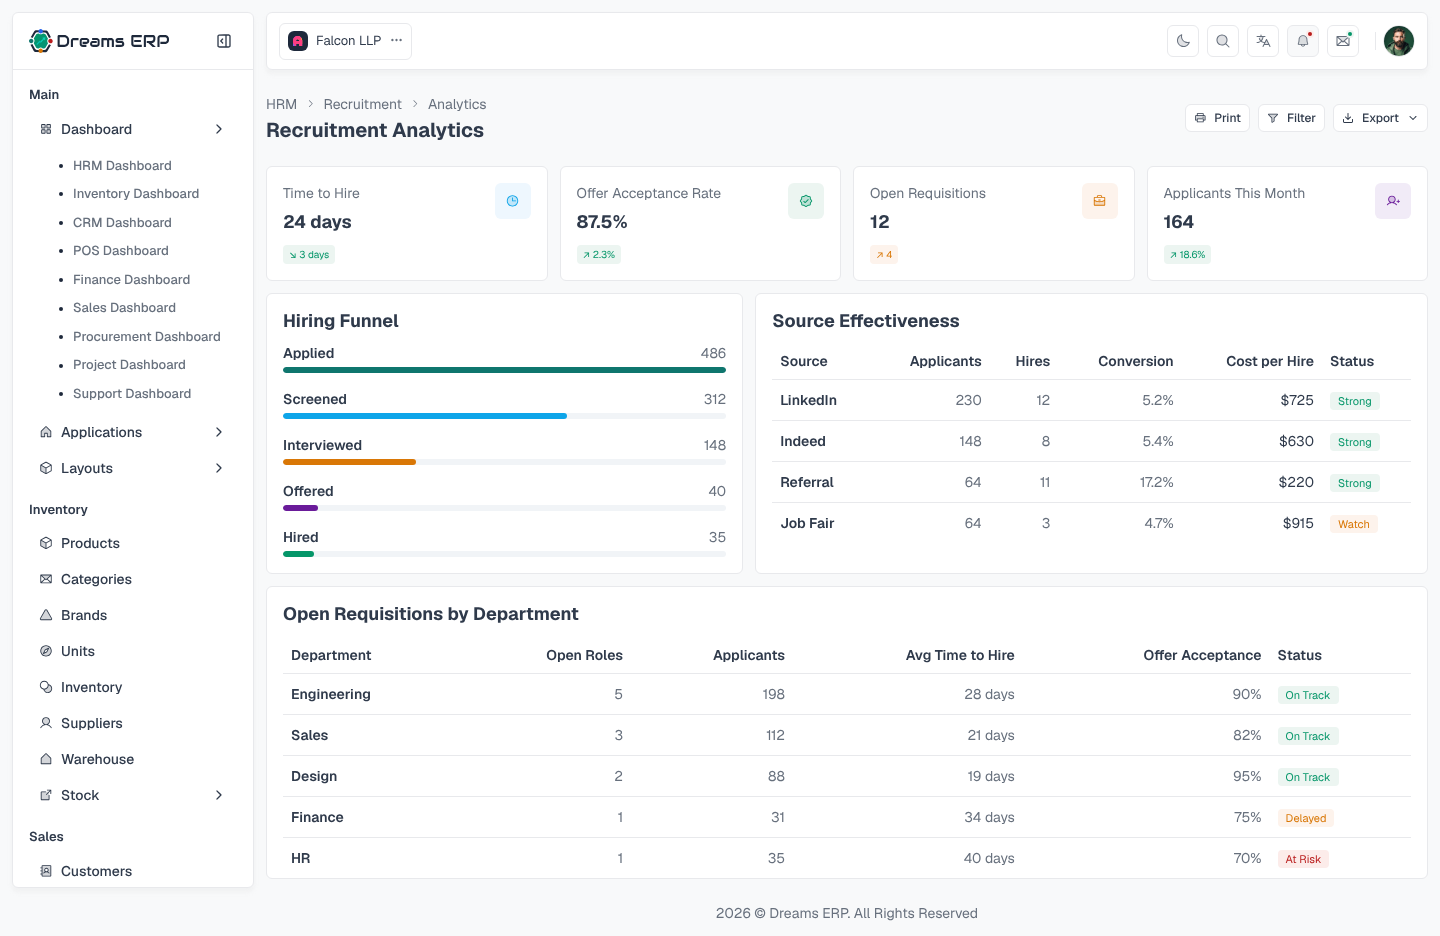 Dreams ERP
Main
Dashboard
HRM Dashboard
Inventory Dashboard
CRM Dashboard
POS Dashboard
Finance Dashboard
Sales Dashboard
Procurement Dashboard
Project Dashboard
Support Dashboard
Applications
Layouts
Inventory
Products
Categories
Brands
Units
Inventory
Suppliers
Warehouse
Stock
Sales
Customers
Falcon LLP
HRM Recruitment Analytics
Recruitment Analytics
Print Filter Export
Time to Hire
24 days
3 days
Offer Acceptance Rate
87.5%
2.3%
Open Requisitions
12
4
Applicants This Month
164
18.6%
Hiring Funnel
Applied 486
Screened 312
Interviewed 148
Offered 40
Hired 35
Source Effectiveness
Source Applicants Hires Conversion Cost per Hire Status
LinkedIn 230 12 5.2% $725 Strong
Indeed 148 8 5.4% $630 Strong
Referral 64 11 17.2% $220 Strong
Job Fair 64 3 4.7% $915 Watch
Open Requisitions by Department
Department Open Roles Applicants Avg Time to Hire Offer Acceptance Status
Engineering 5 198 28 days 90% On Track
Sales 3 112 21 days 82% On Track
Design 2 88 19 days 95% On Track
Finance 1 31 34 days 75% Delayed
HR 1 35 40 days 70% At Risk
2026 © Dreams ERP. All Rights Reserved